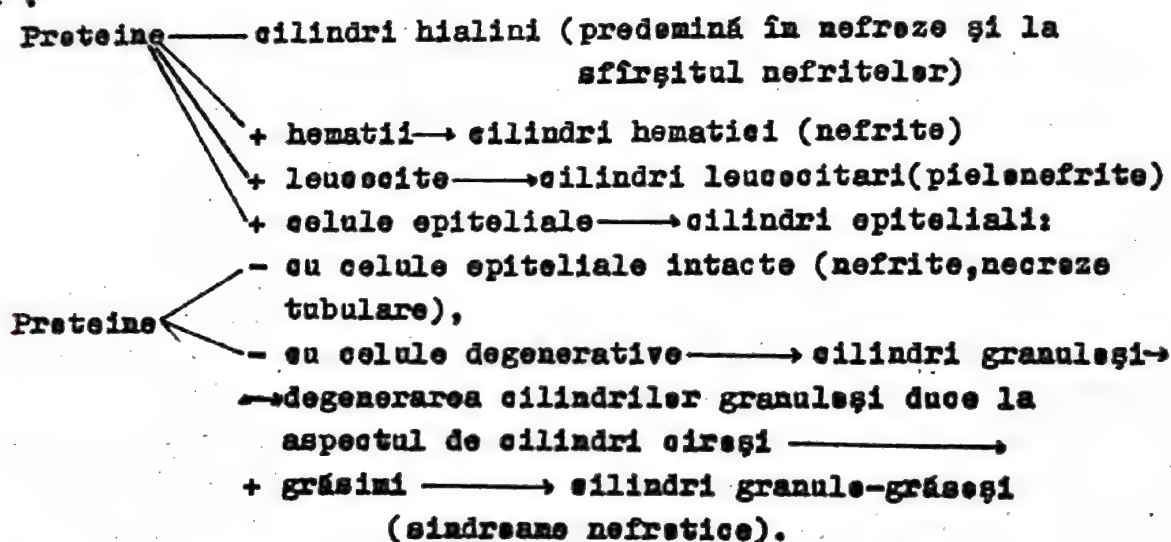 Proteine —— cilindri hialini (predomină în nefroze şi la
sfîrşitul nefritelor)
+ hematii → cilindri hematici (nefrite)
+ leucocite → cilindri leucocitari(pielonefrite)
+ celule epiteliale → cilindri epiteliali:
- cu celule epiteliale intacte (nefrite,necroze
tubulare),
Proteine
- cu celule degenerative → cilindri granuloşi→
→degenerarea cilindrilor granuloşi duce la
aspectul de cilindri ciroşi →
+ grăsimi → cilindri granulo-grăsoşi
(sindroame nefrotice).